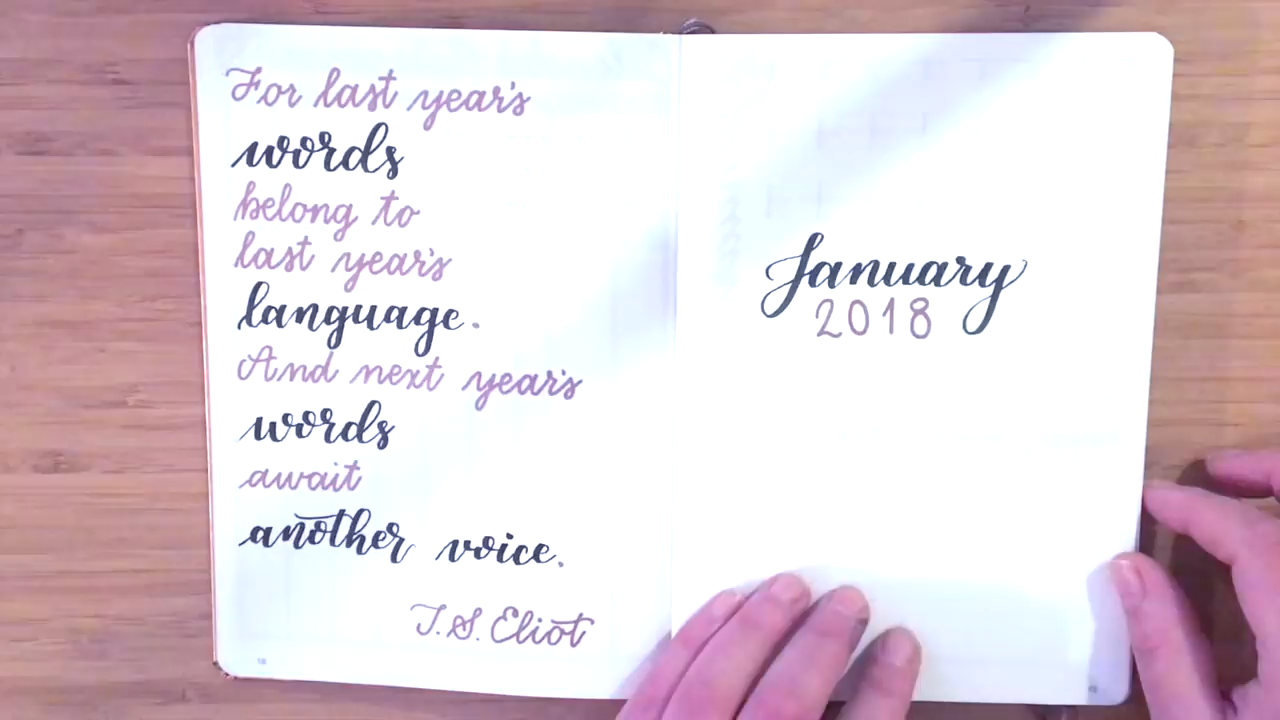 For last year's
words
belong to
last year's
language.
And next year's
words
await
another voice.
T.S. Eliot
January
2018